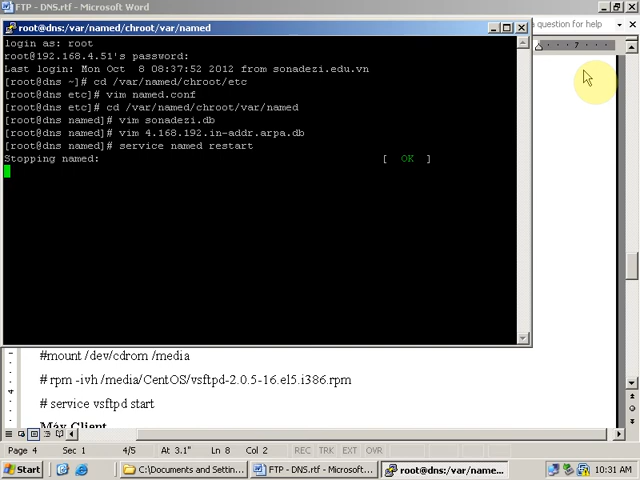 FTP - DNS.rtf - Microsoft Word
a question for help
root@dns:/var/named/chroot/var/named
login as: root
root@192.168.4.51's password:
Last login: Mon Oct  8 08:37:52 2012 from sonadezi.edu.vn
[root@dns ~]# cd /var/named/chroot/etc
[root@dns etc]# vim named.conf
[root@dns etc]# cd /var/named/chroot/var/named
[root@dns named]# vim sonadezi.db
[root@dns named]# vim 4.168.192.in-addr.arpa.db
[root@dns named]# service named restart
Stopping named: [ OK ]
7
4
#mount /dev/cdrom /media
# rpm -ivh /media/CentOS/vsftpd-2.0.5-16.el5.i386.rpm
# service vsftpd start
Máy Client
Page 4 Sec 1 4/5 At 3.1" Ln 8 Col 2 REC TRK EXT OVR
Start C:\Documents and Settin... FTP - DNS.rtf - Microsoft... root@dns:/var/name... 10:31 AM